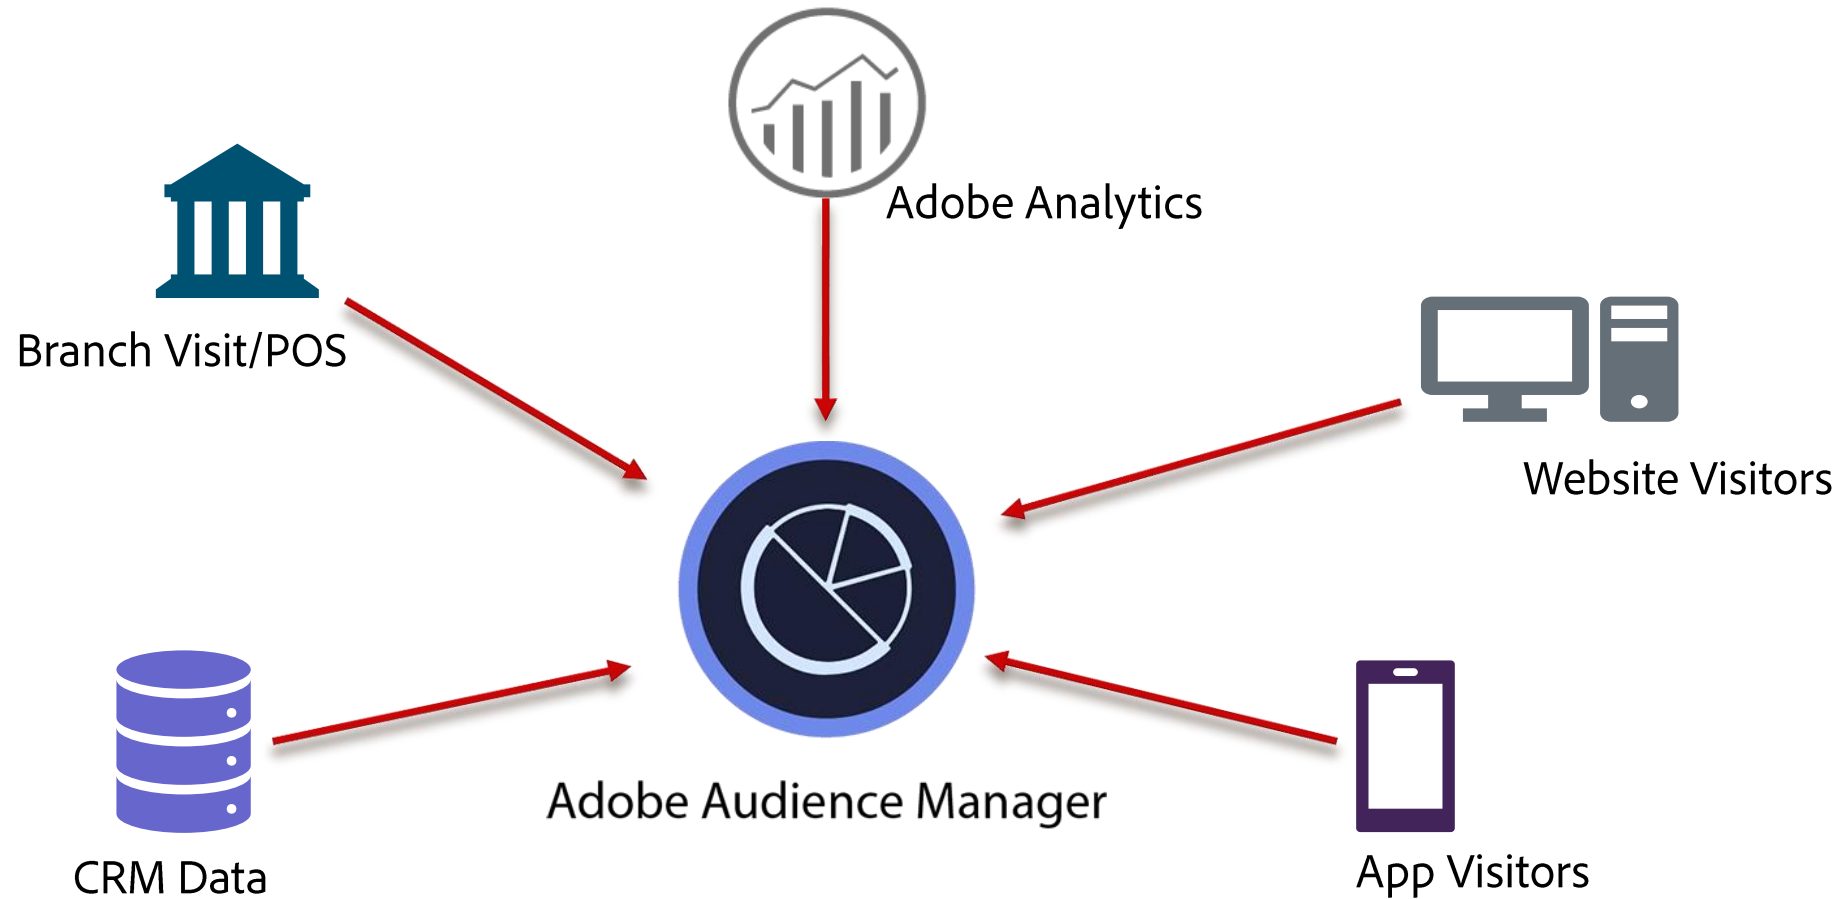 Adobe Analytics
Branch Visit/POS
Website Visitors
Adobe Audience Manager
CRM Data
App Visitors